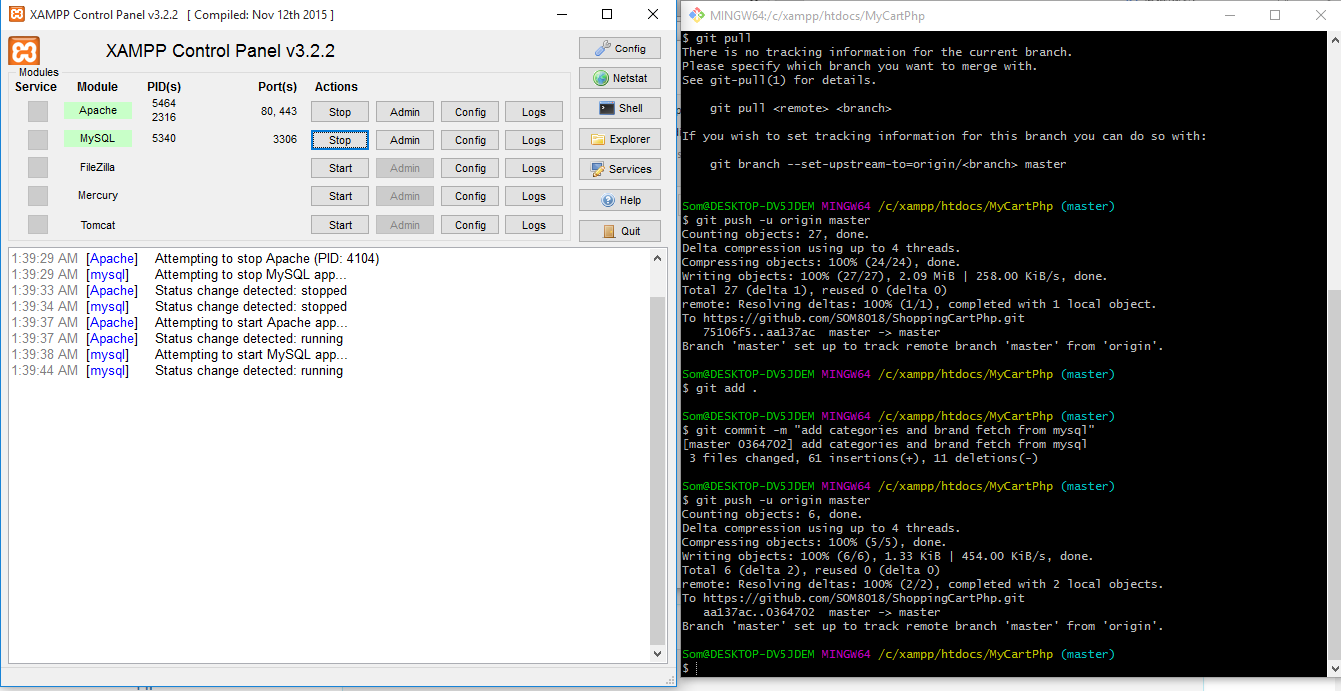 XAMPP Control Panel v3.2.2 [ Compiled: Nov 12th 2015 ]
XAMPP Control Panel v3.2.2
Config
Modules
Service Module PID(s) Port(s) Actions
Netstat
Apache 5464 2316 80, 443 Stop Admin Config Logs
Shell
MySQL 5340 3306 Stop Admin Config Logs
Explorer
FileZilla Start Admin Config Logs
Services
Mercury Start Admin Config Logs
Help
Tomcat Start Admin Config Logs
Quit
1:39:29 AM [Apache] Attempting to stop Apache (PID: 4104)
1:39:29 AM [mysql] Attempting to stop MySQL app...
1:39:33 AM [Apache] Status change detected: stopped
1:39:34 AM [mysql] Status change detected: stopped
1:39:37 AM [Apache] Attempting to start Apache app...
1:39:37 AM [Apache] Status change detected: running
1:39:38 AM [mysql] Attempting to start MySQL app...
1:39:44 AM [mysql] Status change detected: running
MINGW64:/c/xampp/htdocs/MyCartPhp
$ git pull
There is no tracking information for the current branch.
Please specify which branch you want to merge with.
See git-pull(1) for details.
git pull <remote> <branch>
If you wish to set tracking information for this branch you can do so with:
git branch --set-upstream-to=origin/<branch> master
Som@DESKTOP-DV5JDEM MINGW64 /c/xampp/htdocs/MyCartPhp (master)
$ git push -u origin master
Counting objects: 27, done.
Delta compression using up to 4 threads.
Compressing objects: 100% (24/24), done.
Writing objects: 100% (27/27), 2.09 MiB | 258.00 KiB/s, done.
Total 27 (delta 1), reused 0 (delta 0)
remote: Resolving deltas: 100% (1/1), completed with 1 local object.
To https://github.com/SOM8018/ShoppingCartPhp.git
75106f5..aa137ac master -> master
Branch 'master' set up to track remote branch 'master' from 'origin'.
Som@DESKTOP-DV5JDEM MINGW64 /c/xampp/htdocs/MyCartPhp (master)
$ git add .
Som@DESKTOP-DV5JDEM MINGW64 /c/xampp/htdocs/MyCartPhp (master)
$ git commit -m "add categories and brand fetch from mysql"
[master 0364702] add categories and brand fetch from mysql
3 files changed, 61 insertions(+), 11 deletions(-)
Som@DESKTOP-DV5JDEM MINGW64 /c/xampp/htdocs/MyCartPhp (master)
$ git push -u origin master
Counting objects: 6, done.
Delta compression using up to 4 threads.
Compressing objects: 100% (5/5), done.
Writing objects: 100% (6/6), 1.33 KiB | 454.00 KiB/s, done.
Total 6 (delta 2), reused 0 (delta 0)
remote: Resolving deltas: 100% (2/2), completed with 2 local objects.
To https://github.com/SOM8018/ShoppingCartPhp.git
aa137ac..0364702 master -> master
Branch 'master' set up to track remote branch 'master' from 'origin'.
Som@DESKTOP-DV5JDEM MINGW64 /c/xampp/htdocs/MyCartPhp (master)
$